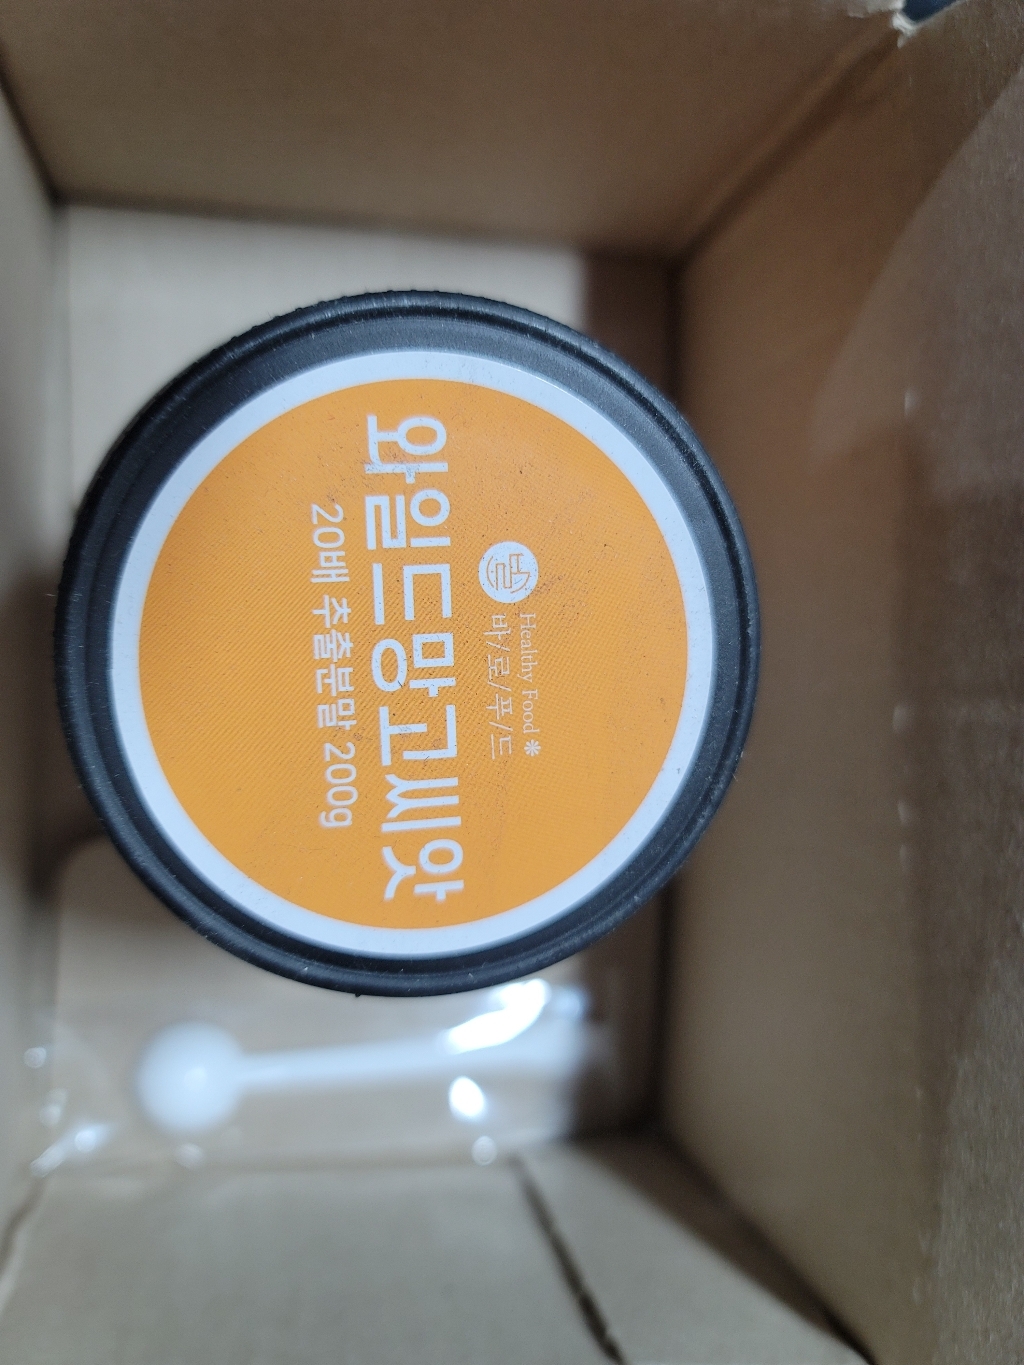 Healthy Food
바/로/푸/드
와일드망고씨앗
20배 추출분말 200g